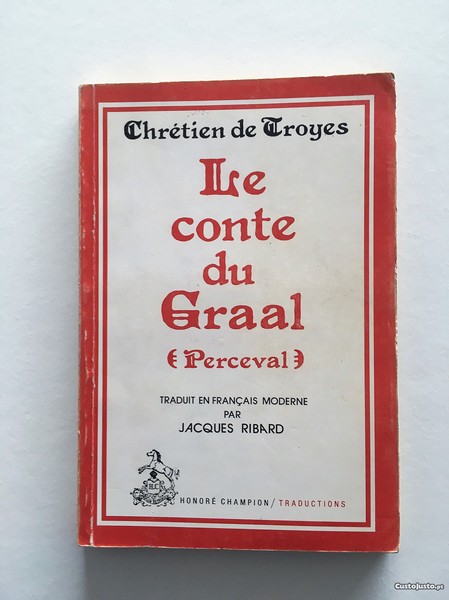 Chrétien de Troyes
Le
conte
du
Graal
(Perceval)
TRADUIT EN FRANÇAIS MODERNE
PAR
JACQUES RIBARD
HONORÉ CHAMPION/TRADUCTIONS
CustoJusto.pt